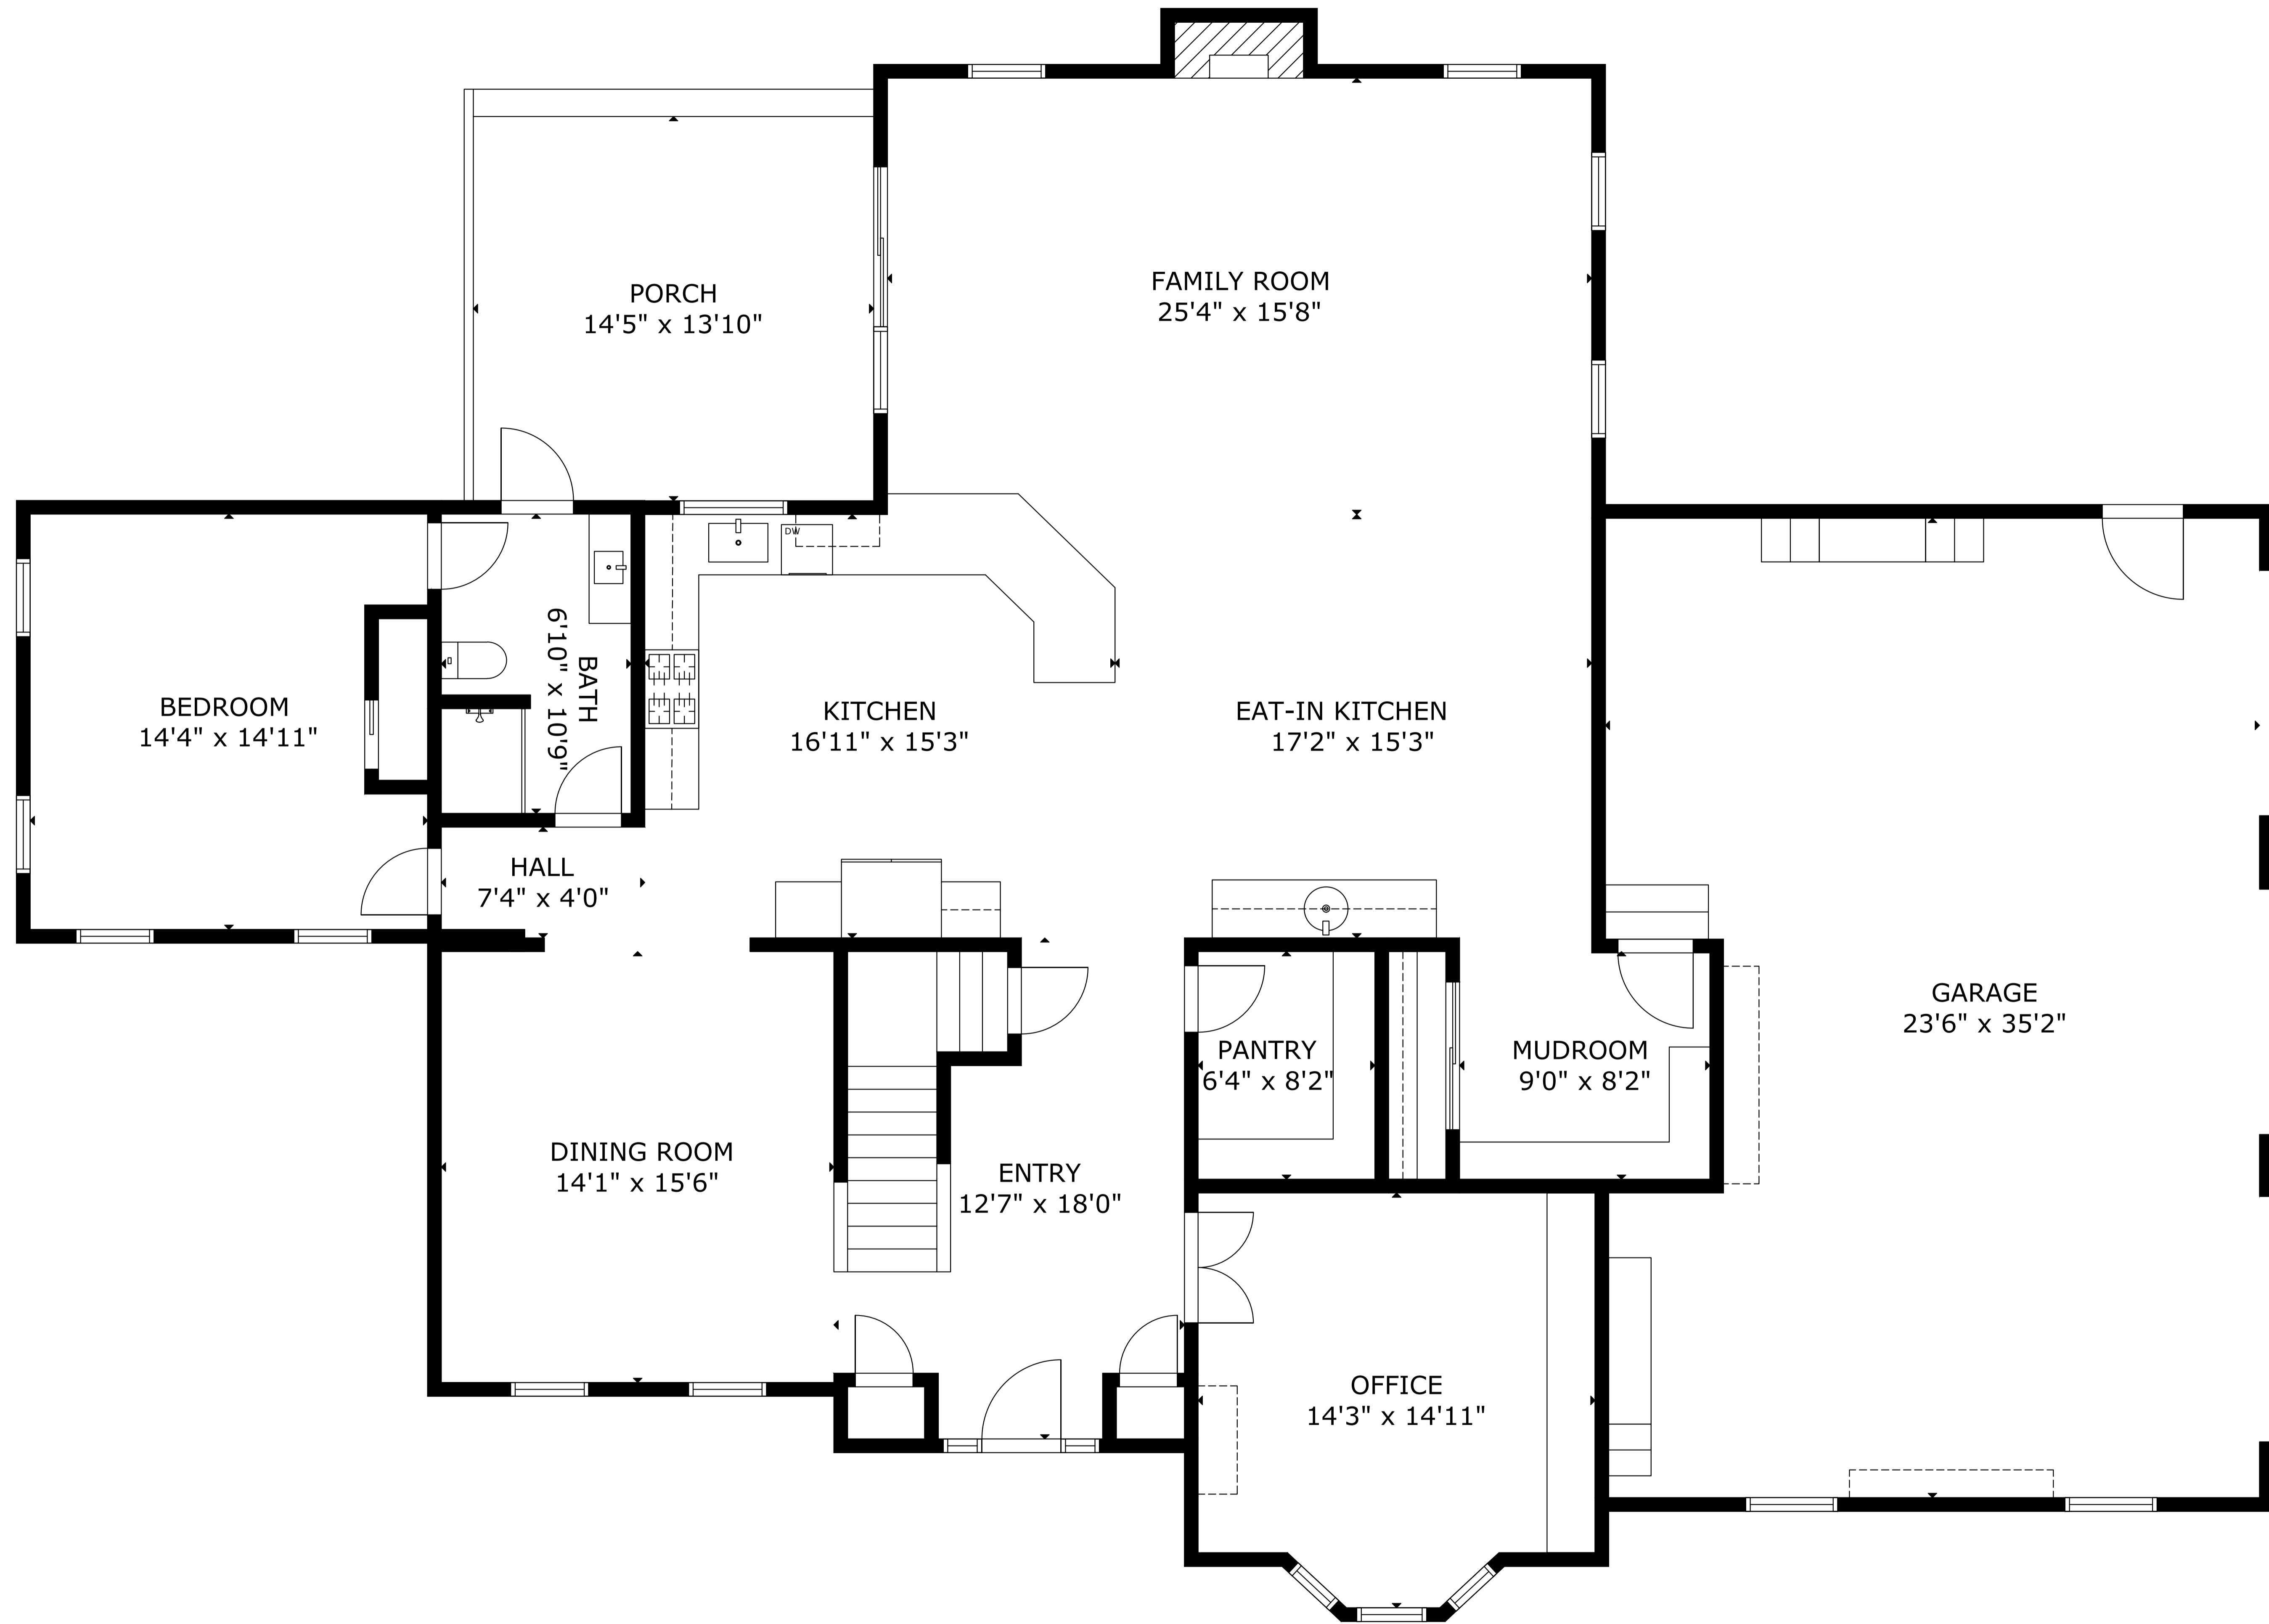 FAMILY ROOM
25'4" x 15'8"
PORCH
14'5" x 13'10"
DW
BATH
6'10" x 10'9"
BEDROOM
14'4" x 14'11"
KITCHEN
16'11" x 15'3"
EAT-IN KITCHEN
17'2" x 15'3"
HALL
7'4" x 4'0"
GARAGE
23'6" x 35'2"
PANTRY
6'4" x 8'2"
MUDROOM
9'0" x 8'2"
DINING ROOM
14'1" x 15'6"
ENTRY
12'7" x 18'0"
OFFICE
14'3" x 14'11"